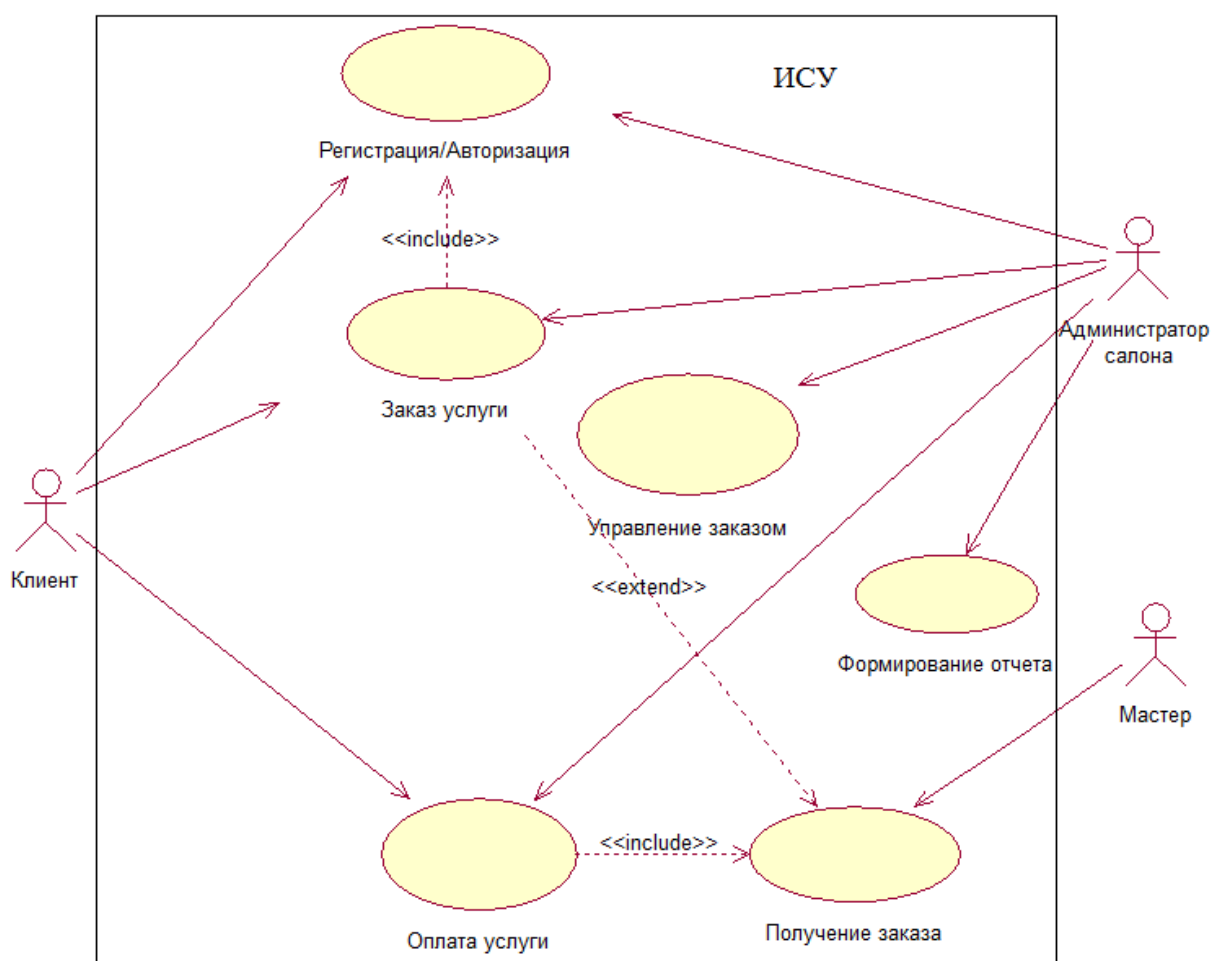 ИСУ
Регистрация/Авторизация
<<include>>
Заказ услуги
Администратор
салона
Управление заказом
Клиент
<<extend>>
Формирование отчета
Мастер
<<include>>
Оплата услуги
Получение заказа